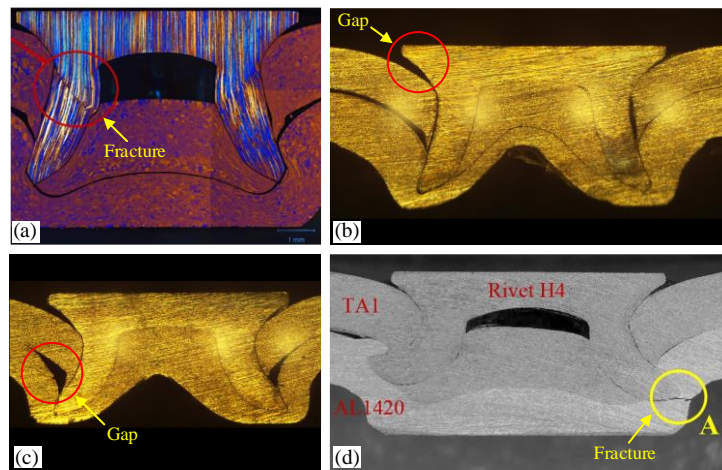 Fracture
(a)
1 mm
Gap
(b)
Gap
(c)
TA1
Rivet H4
AL1420
A
Fracture
(d)